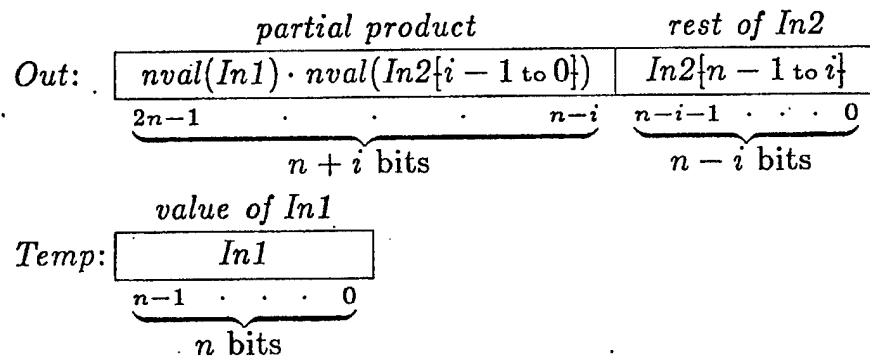 partial product rest of In2
Out: nval(In1) · nval(In2{i − 1 to 0}) In2{n − 1 to i}
2n−1 · · · n−i n−i−1 · · · 0
n + i bits n − i bits
value of In1
Temp: In1
n−1 · · · 0
n bits